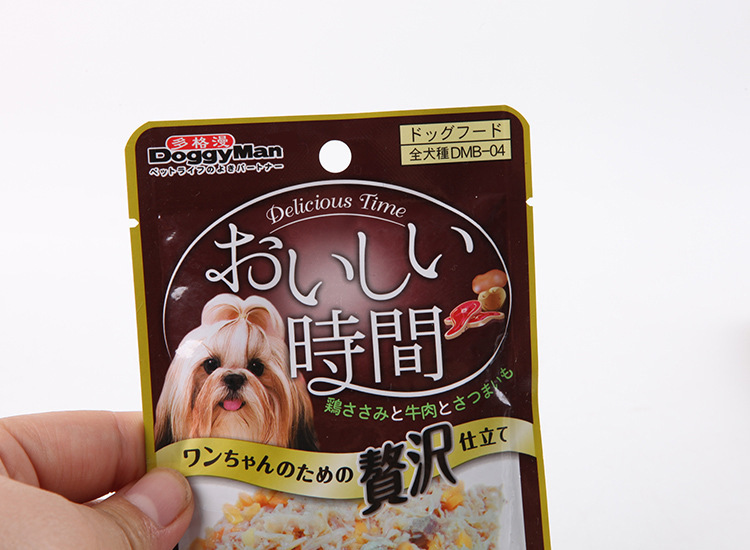 多格漫
DoggyMan
ペットライフのよきパートナー
ドッグフード
全犬種DMB-04
Delicious Time
おいしい
時間
鶏ささみと牛肉とさつまいも
ワンちゃんのための贅沢仕立て